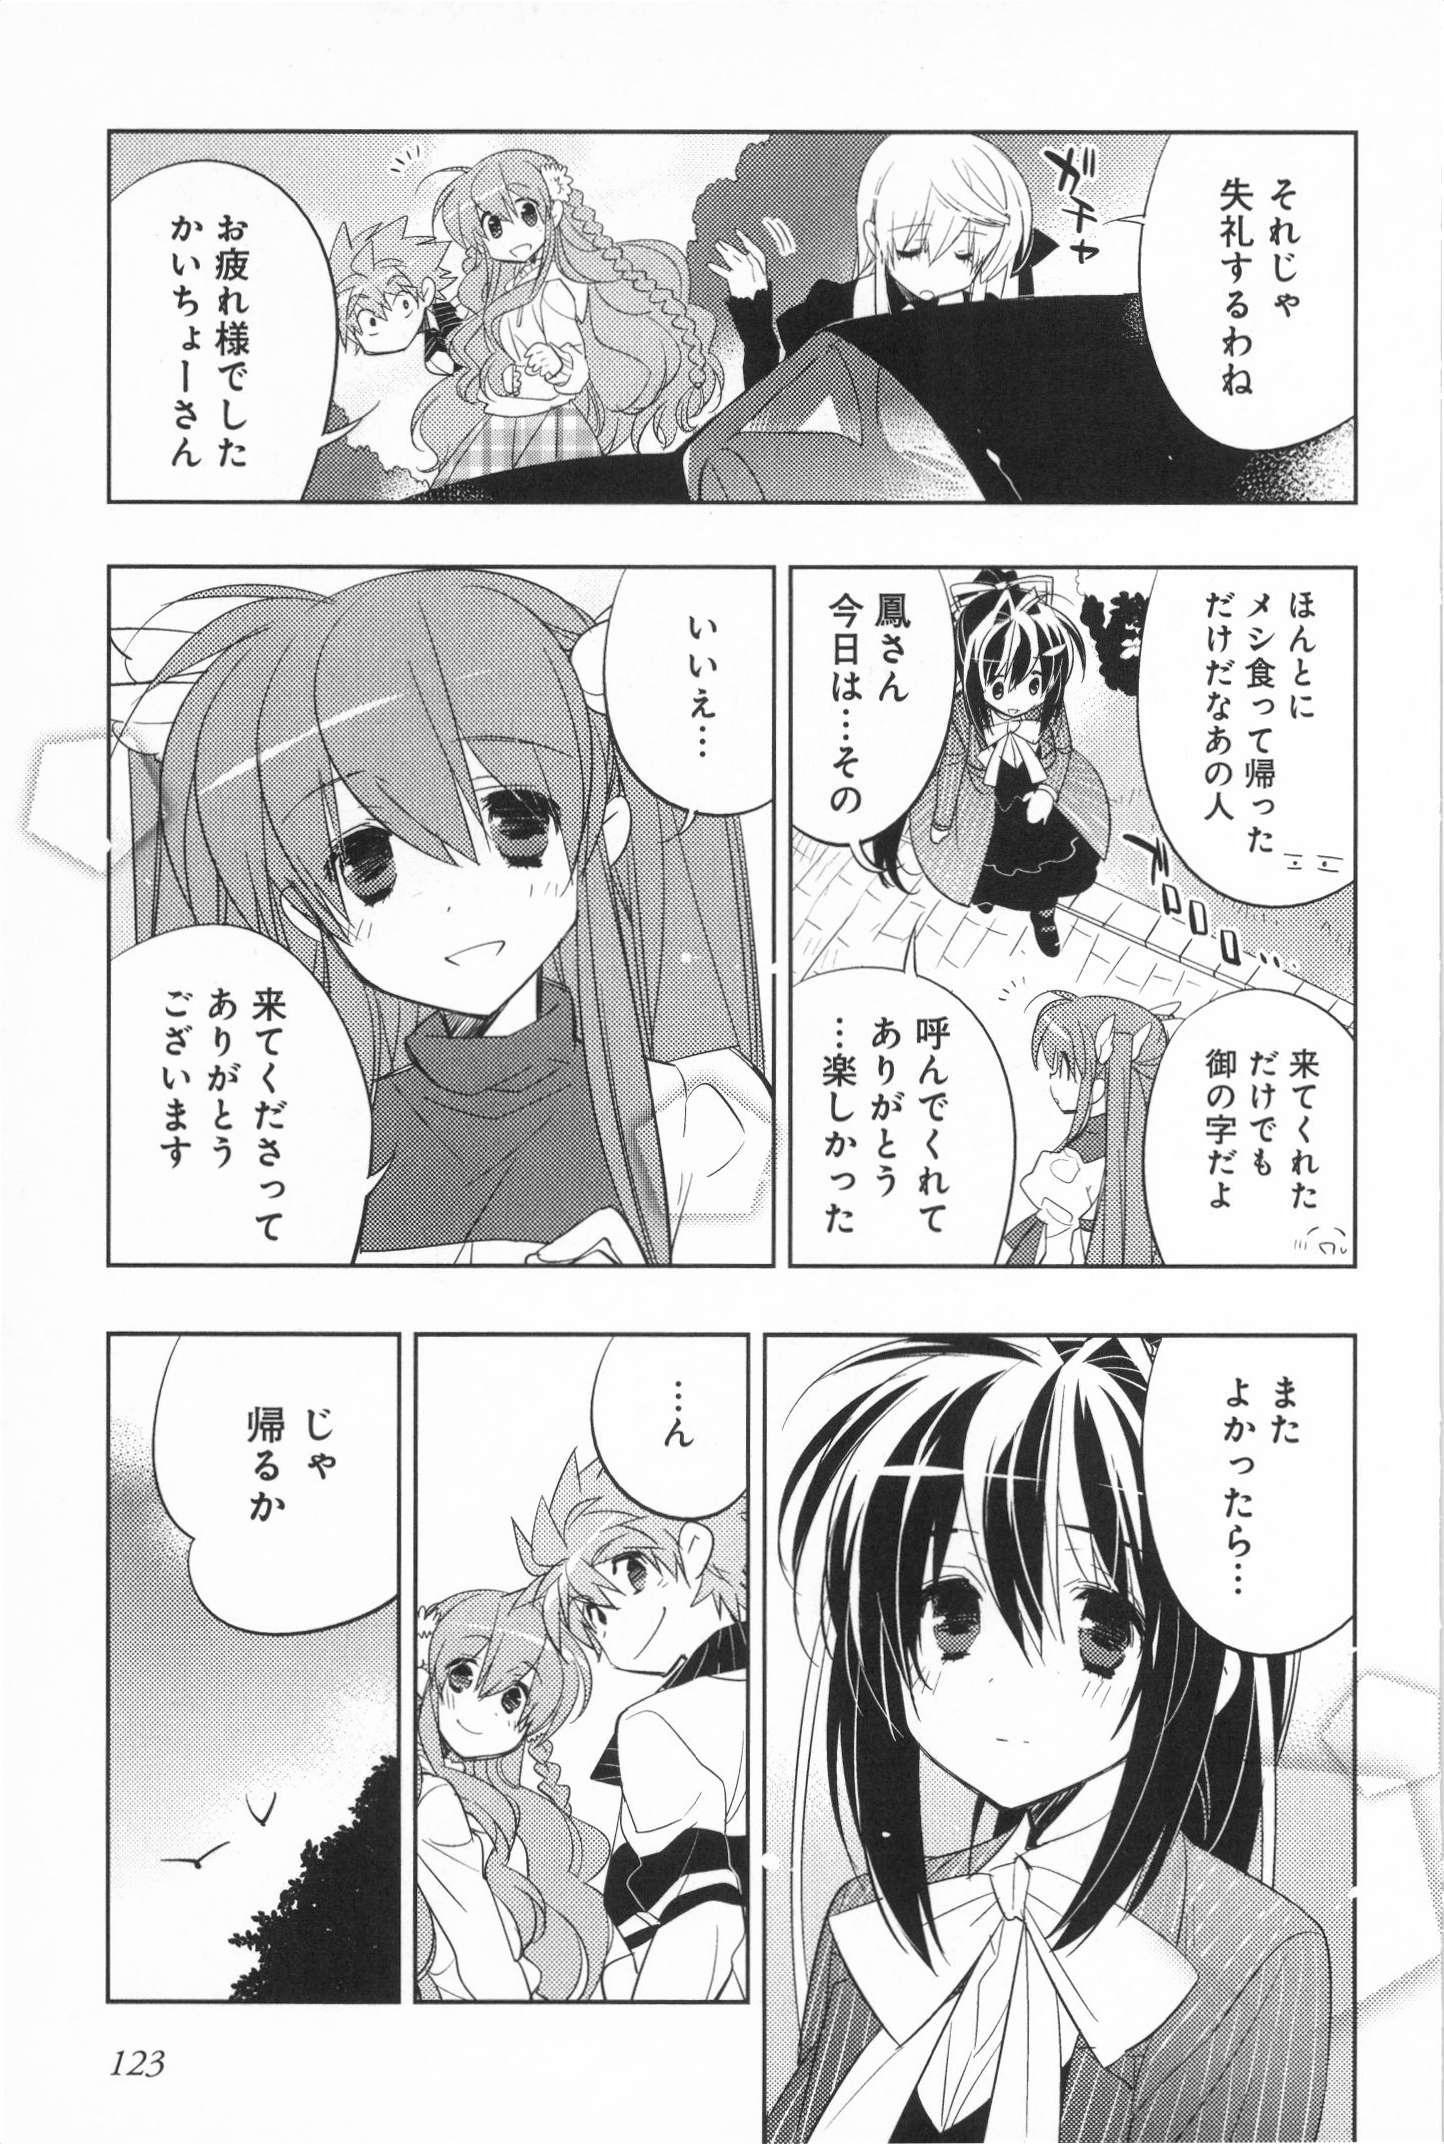 それじゃ
失礼するわね
ガチャ
お疲れ様でした
かいちょーさん
ほんとに
メシ食って帰った
だけだなあの人
ブロロロ…
来てくれた
だけでも
御の字だよ
鳳さん
今日は…その
呼んでくれて
ありがとう
…楽しかった
いいえ…
来てくださって
ありがとう
ございます
また
よかったら…
…ん
じゃ
帰るか
123